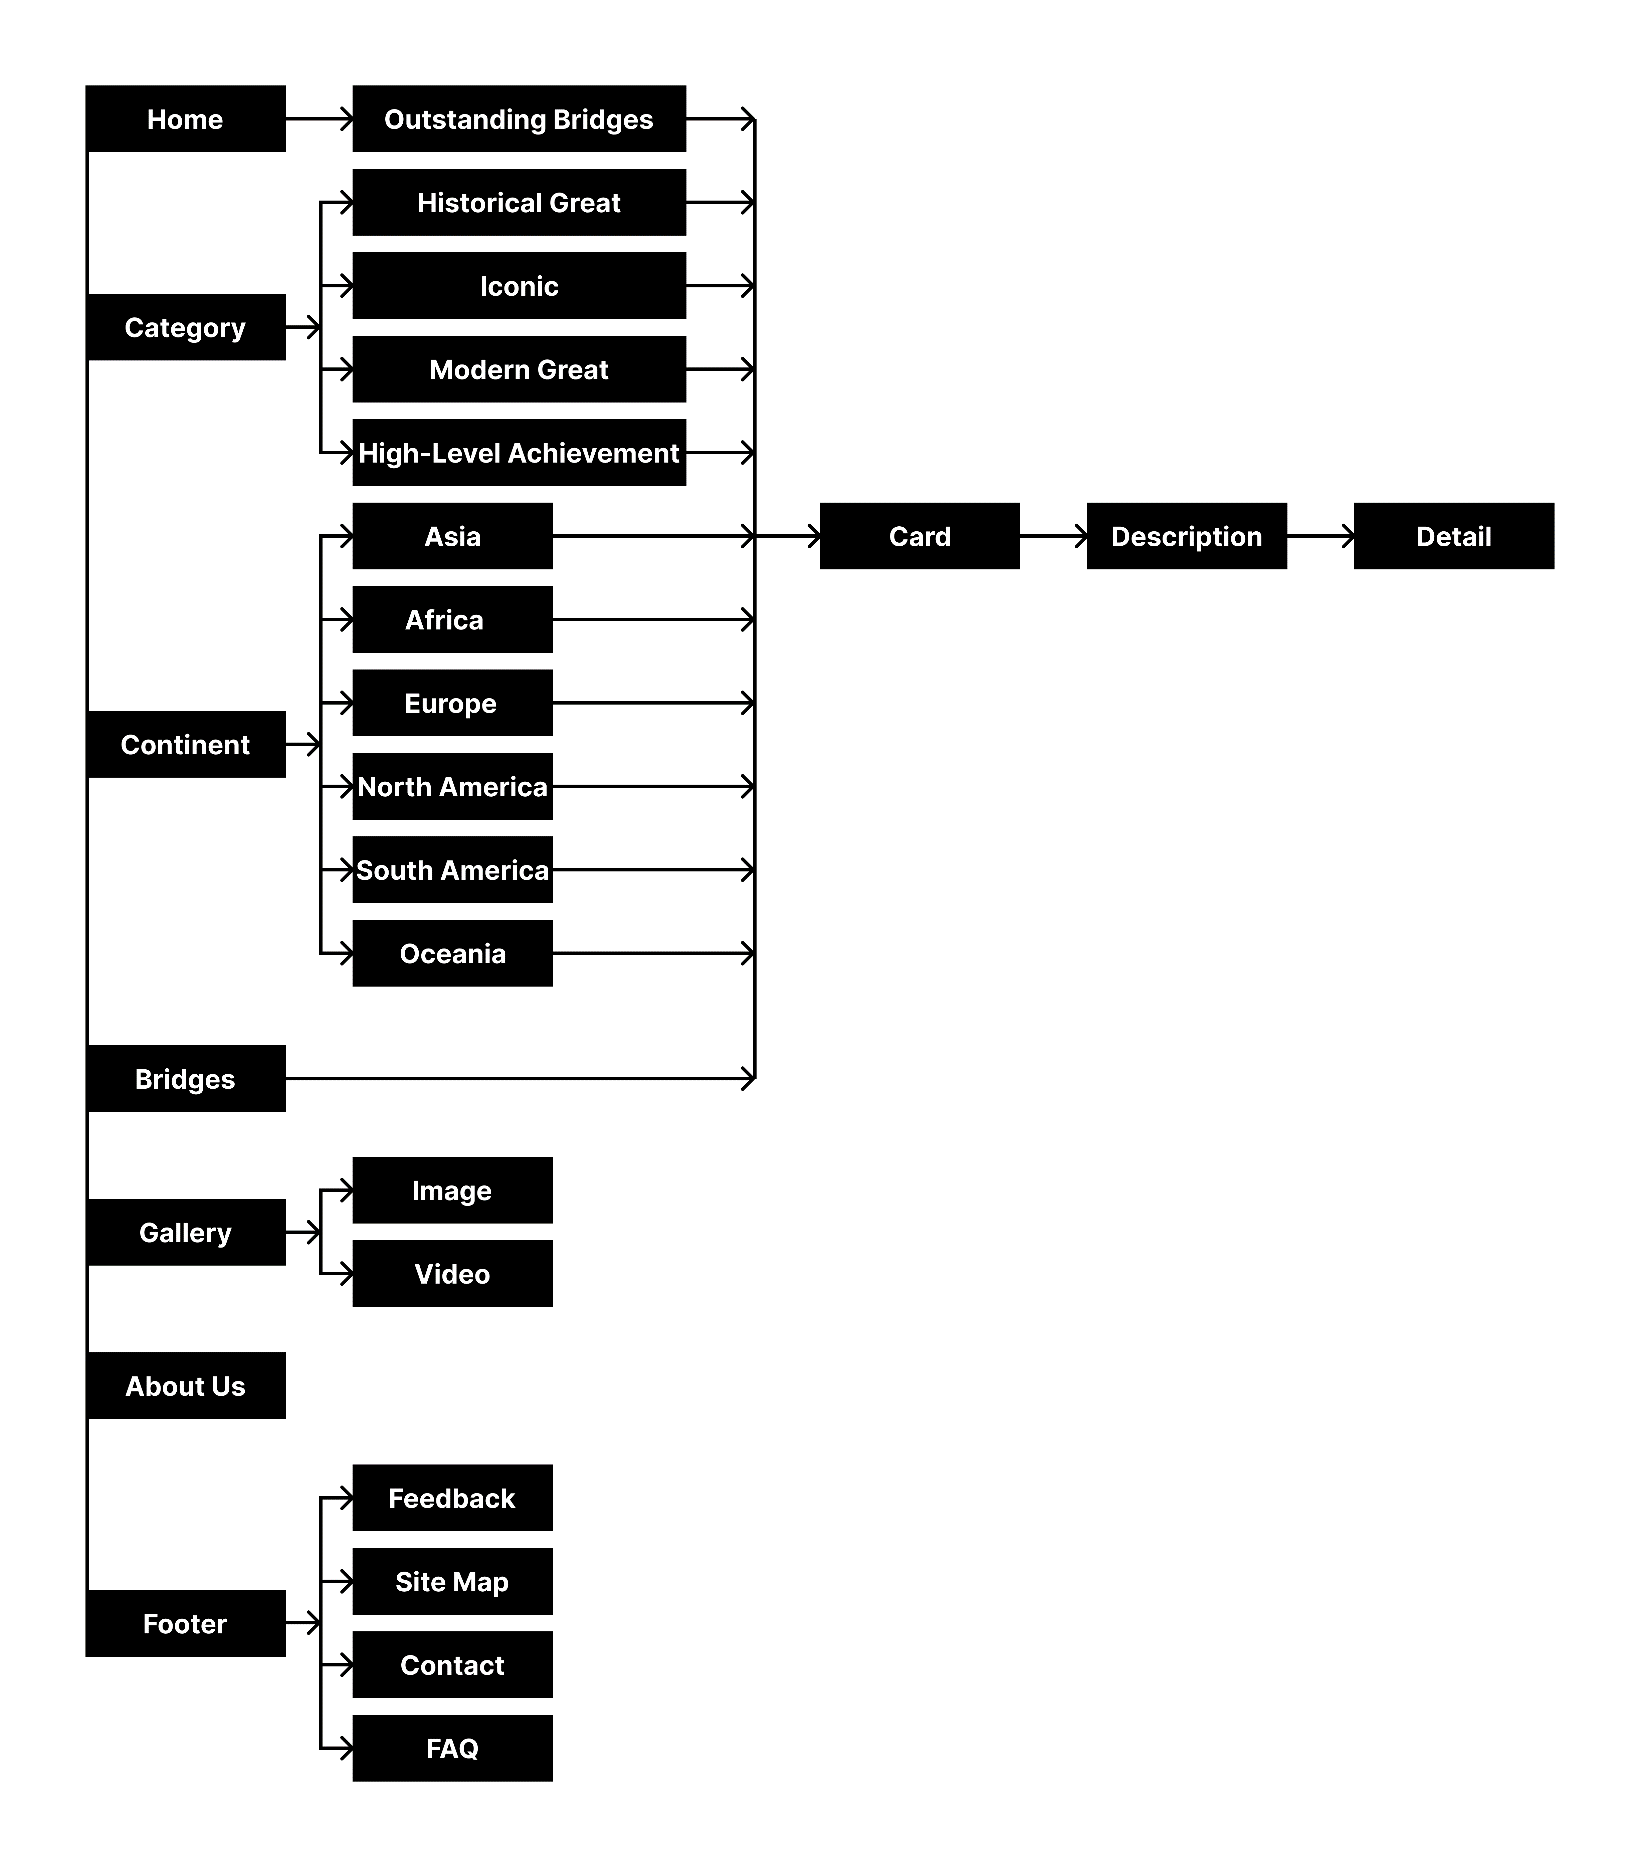 Home
Outstanding Bridges
Historical Great
Iconic
Category
Modern Great
High-Level Achievement
Asia
Card
Description
Detail
Africa
Europe
Continent
North America
South America
Oceania
Bridges
Image
Gallery
Video
About Us
Feedback
Site Map
Footer
Contact
FAQ